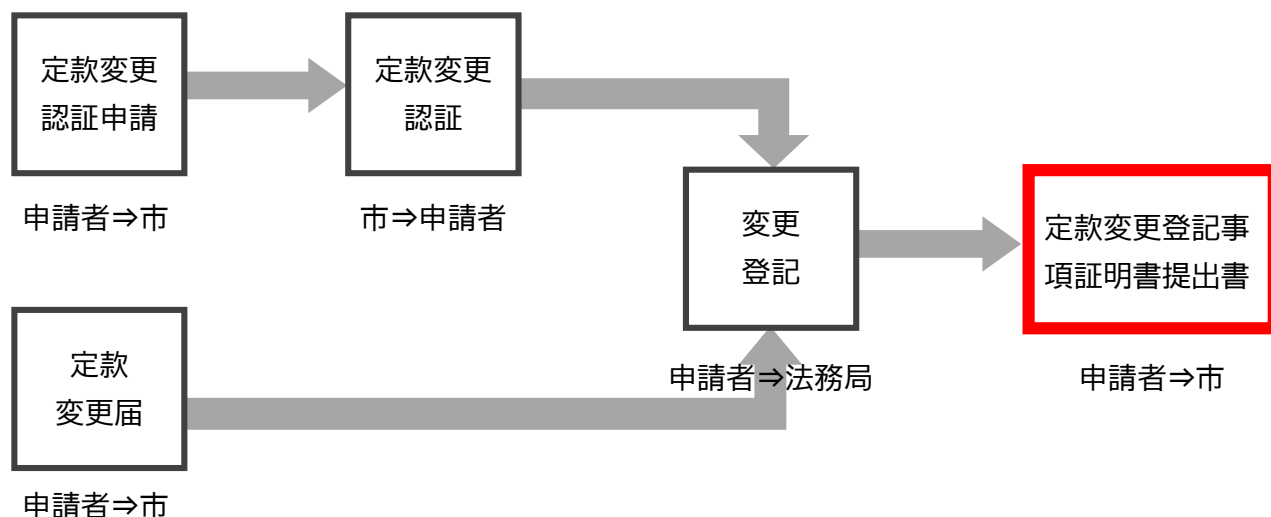 定款変更
認証申請
申請者⇒市
定款変更
認証
市⇒申請者
変更
登記
申請者⇒法務局
定款変更登記事
項証明書提出書
申請者⇒市
定款
変更届
申請者⇒市